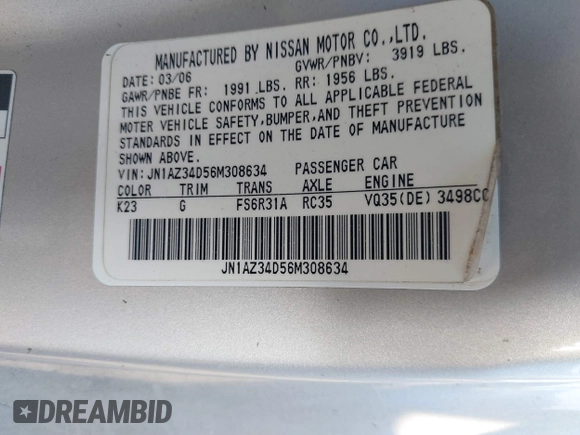 MANUFACTURED BY NISSAN MOTOR CO.,LTD.
DATE: 03/06 GVWR/PNBV: 3919 LBS.
GAWR/PNBE FR: 1991 LBS. RR: 1956 LBS.
THIS VEHICLE CONFORMS TO ALL APPLICABLE FEDERAL
MOTOR VEHICLE SAFETY,BUMPER,AND THEFT PREVENTION
STANDARDS IN EFFECT ON THE DATE OF MANUFACTURE
SHOWN ABOVE.
VIN: JN1AZ34D56M308634 PASSENGER CAR
COLOR TRIM TRANS AXLE ENGINE
K23 G FS6R31A RC35 VQ35(DE) 3498CC
JN1AZ34D56M308634
DREAMBID